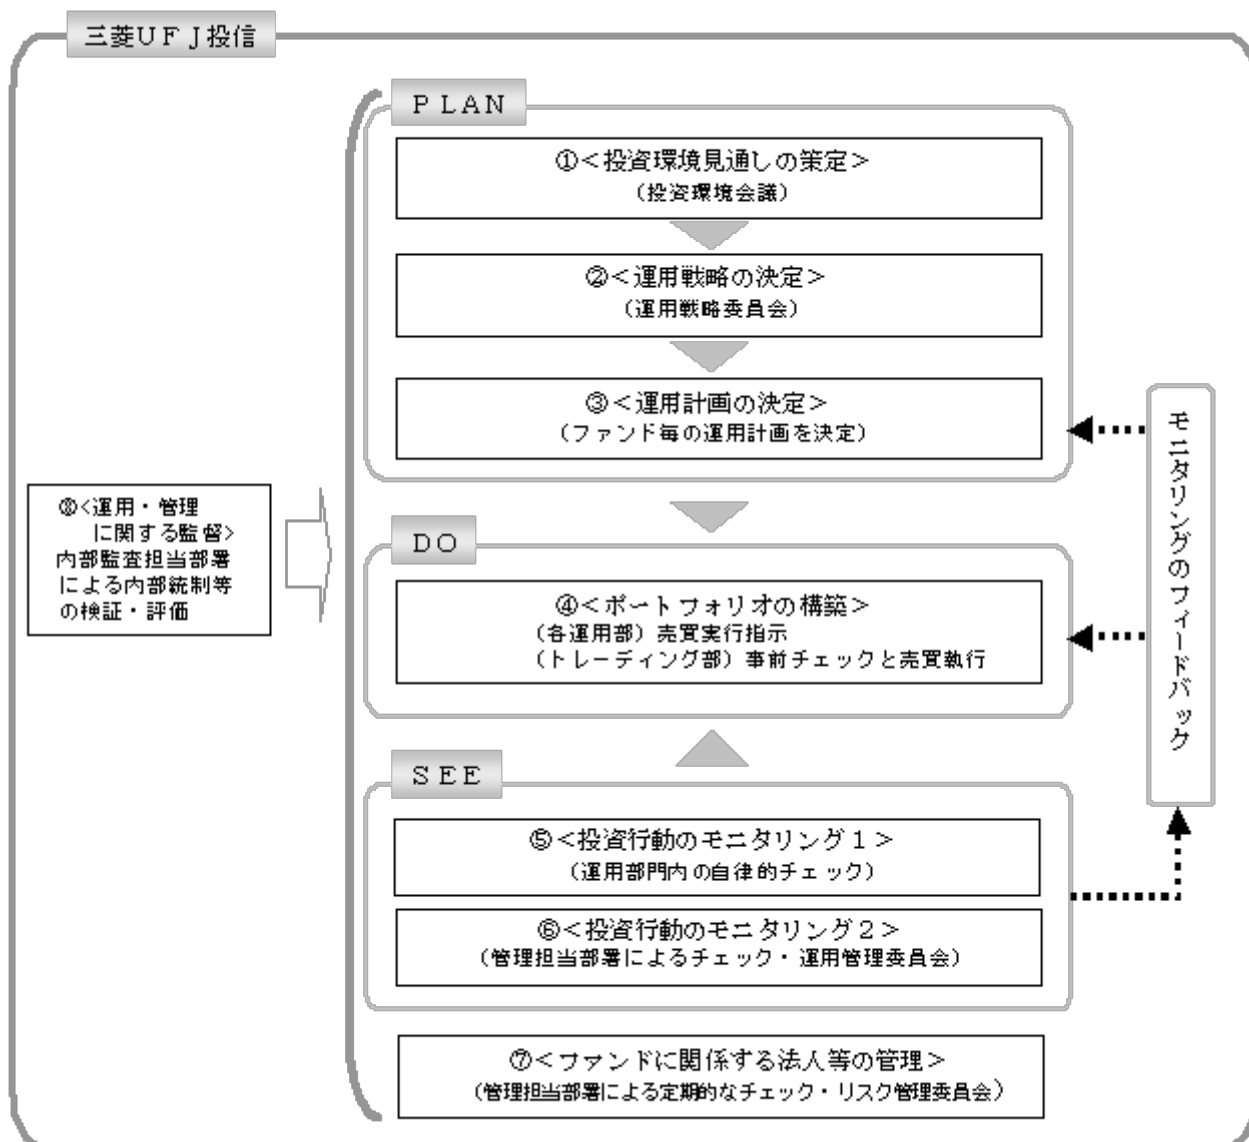 三菱ＵＦＪ投信
ＰＬＡＮ
①＜投資環境見通しの策定＞
（投資環境会議）
②＜運用戦略の決定＞
（運用戦略委員会）
③＜運用計画の決定＞
（ファンド毎の運用計画を決定）
⑧<運用・管理
に関する監督>
内部監査担当部署
による内部統制等
の検証・評価
ＤＯ
④＜ポートフォリオの構築＞
（各運用部）売買実行指示
（トレーディング部）事前チェックと売買執行
モニタリングのフィードバック
ＳＥＥ
⑤＜投資行動のモニタリング１＞
（運用部門内の自律的チェック）
⑥＜投資行動のモニタリング２＞
（管理担当部署によるチェック・運用管理委員会）
⑦＜ファンドに関係する法人等の管理＞
（管理担当部署による定期的なチェック・リスク管理委員会）